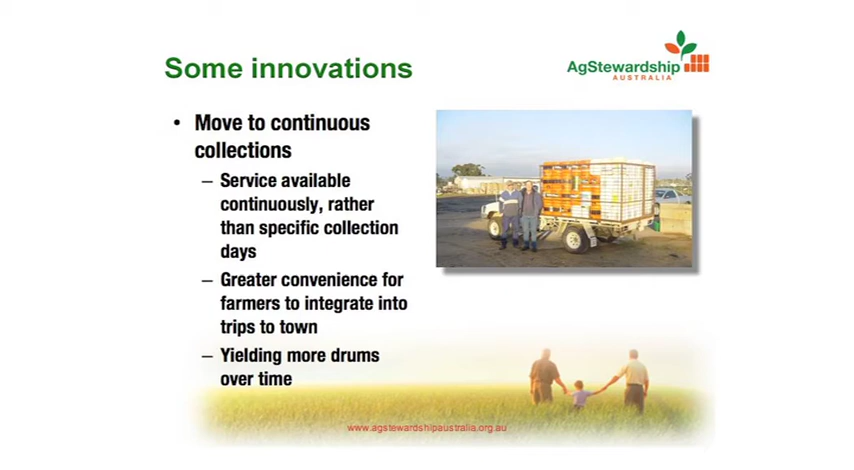 Some innovations
AgStewardship
AUSTRALIA
• Move to continuous
collections
– Service available
continuously, rather
than specific collection
days
– Greater convenience for
farmers to integrate into
trips to town
– Yielding more drums
over time
www.agstewardshipaustralia.org.au